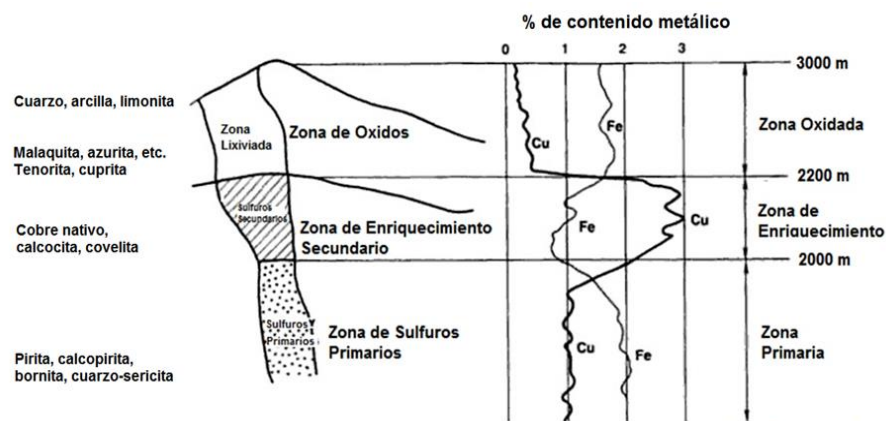 % de contenido metálico
0 1 2 3
3000 m
Cuarzo, arcilla, limonita
Zona
Lixiviada
Zona de Oxidos
Cu
Fe
Zona Oxidada
Malaquita, azurita, etc.
Tenorita, cuprita
2200 m
Sulfuros
Secundarios
Cobre nativo,
calcocita, covelita
Zona de Enriquecimiento
Secundario
Fe
Cu
Zona de
Enriquecimiento
2000 m
Sulfuros
Primarios
Zona de Sulfuros
Primarios
Pirita, calcopirita,
bornita, cuarzo-sericita
Cu
Fe
Zona
Primaria